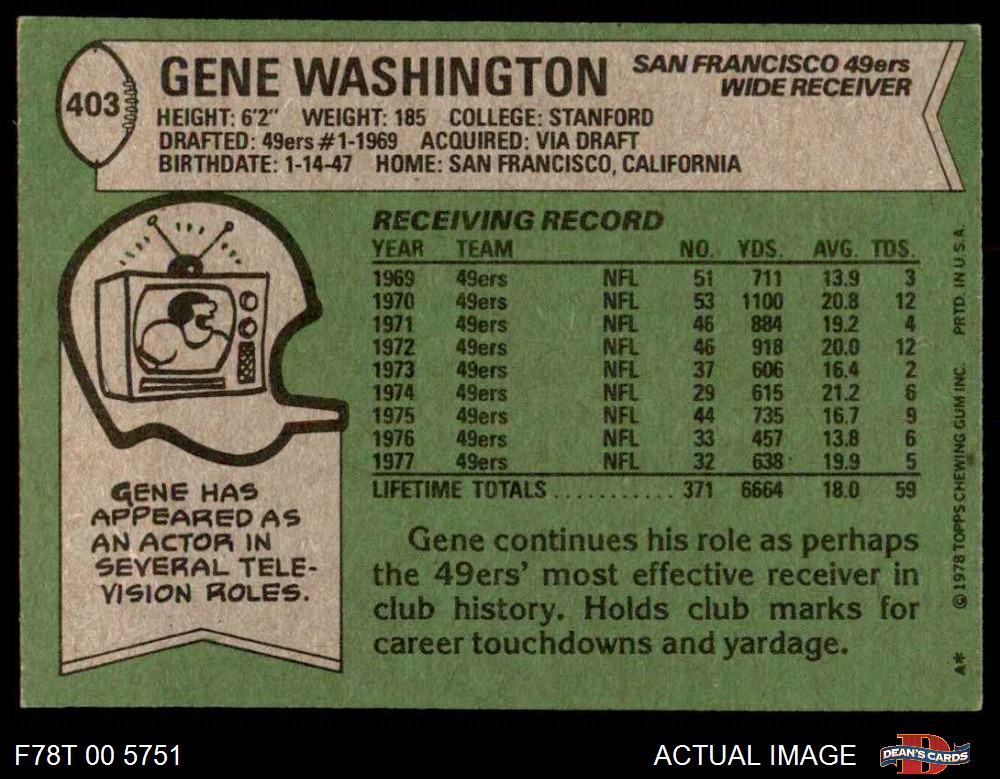 403
GENE WASHINGTON
SAN FRANCISCO 49ers
WIDE RECEIVER
HEIGHT: 6'2" WEIGHT: 185 COLLEGE: STANFORD
DRAFTED: 49ers #1-1969 ACQUIRED: VIA DRAFT
BIRTHDATE: 1-14-47 HOME: SAN FRANCISCO, CALIFORNIA
RECEIVING RECORD
YEAR TEAM NO. YDS. AVG. TDS.
1969 49ers NFL 51 711 13.9 3
1970 49ers NFL 53 1100 20.8 12
1971 49ers NFL 46 884 19.2 4
1972 49ers NFL 46 918 20.0 12
1973 49ers NFL 37 606 16.4 2
1974 49ers NFL 29 615 21.2 6
1975 49ers NFL 44 735 16.7 9
1976 49ers NFL 33 457 13.8 6
1977 49ers NFL 32 638 19.9 5
LIFETIME TOTALS ........... 371 6664 18.0 59
GENE HAS
APPEARED AS
AN ACTOR IN
SEVERAL TELE-
VISION ROLES.
Gene continues his role as perhaps
the 49ers' most effective receiver in
club history. Holds club marks for
career touchdowns and yardage.
A* © 1978 TOPPS CHEWING GUM INC. PRTD. IN U.S.A.
F78T 00 5751
ACTUAL IMAGE
D
DEAN'S CARDS